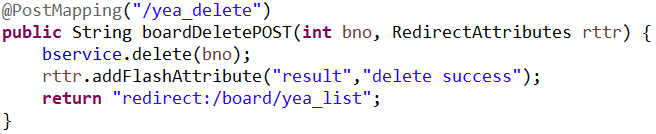 @PostMapping("/yea_delete")
public String boardDeletePOST(int bno, RedirectAttributes rttr) {
    bservice.delete(bno);
    rttr.addFlashAttribute("result","delete success");
    return "redirect:/board/yea_list";
}